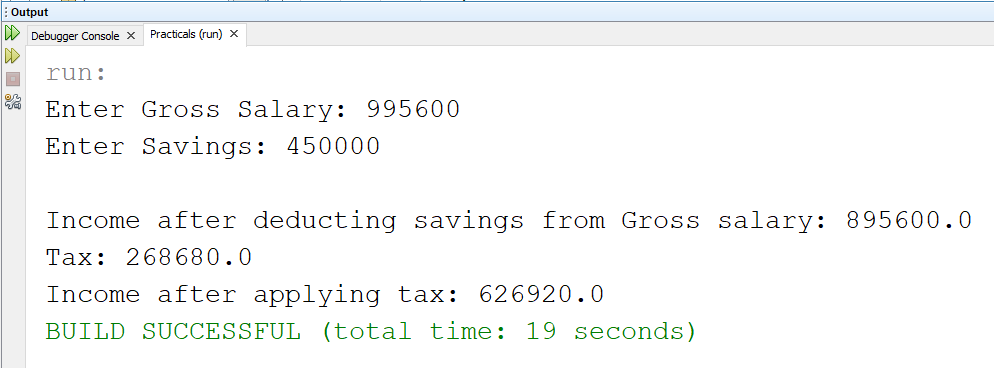 Output
Debugger Console × Practicals (run) ×
run:
Enter Gross Salary: 995600
Enter Savings: 450000
Income after deducting savings from Gross salary: 895600.0
Tax: 268680.0
Income after applying tax: 626920.0
BUILD SUCCESSFUL (total time: 19 seconds)